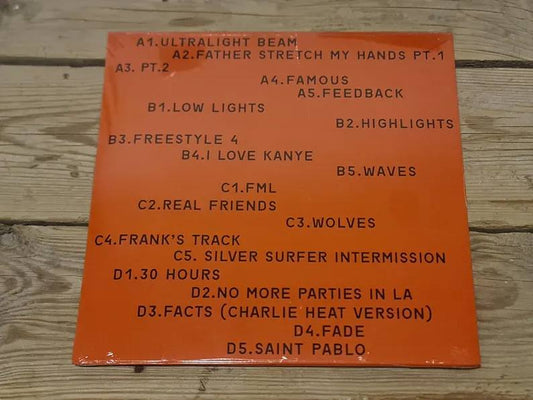 A1.ULTRALIGHT BEAM
A2.FATHER STRETCH MY HANDS PT.1
A3. PT.2
A4.FAMOUS
A5.FEEDBACK
B1.LOW LIGHTS
B2.HIGHLIGHTS
B3.FREESTYLE 4
B4.I LOVE KANYE
B5.WAVES
C1.FML
C2.REAL FRIENDS
C3.WOLVES
C4.FRANK'S TRACK
C5. SILVER SURFER INTERMISSION
D1.30 HOURS
D2.NO MORE PARTIES IN LA
D3.FACTS (CHARLIE HEAT VERSION)
D4.FADE
D5.SAINT PABLO